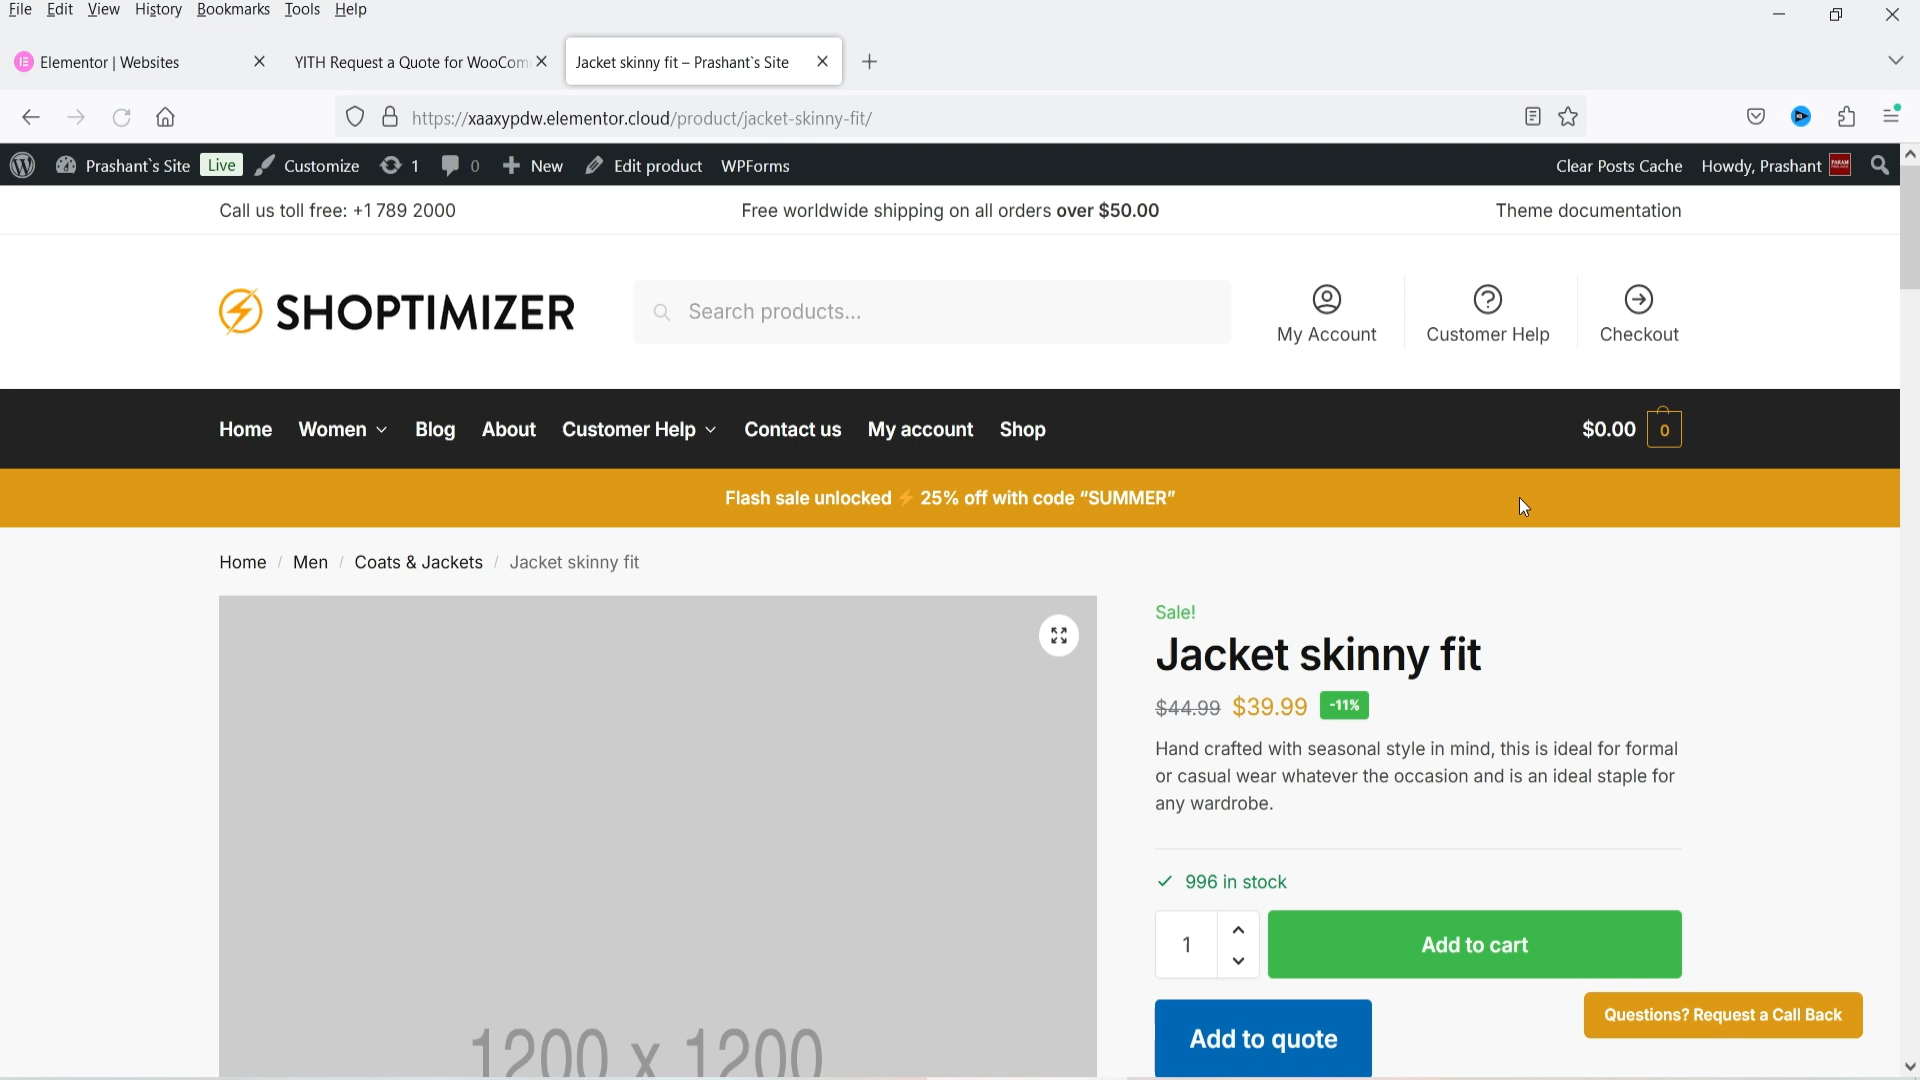 File Edit View History Bookmarks Tools Help
Elementor | Websites
YITH Request a Quote for WooCom
Jacket skinny fit – Prashant`s Site
https://xaaxypdw.elementor.cloud/product/jacket-skinny-fit/
Prashant`s Site Live Customize 1 0 New Edit product WPForms Clear Posts Cache Howdy, Prashant
Call us toll free: +1 789 2000 Free worldwide shipping on all orders over $50.00 Theme documentation
SHOPTIMIZER
Search products...
My Account Customer Help Checkout
Home Women Blog About Customer Help Contact us My account Shop $0.00 0
Flash sale unlocked ⚡ 25% off with code “SUMMER”
Home / Men / Coats & Jackets / Jacket skinny fit
Sale!
Jacket skinny fit
$44.99 $39.99 -11%
Hand crafted with seasonal style in mind, this is ideal for formal
or casual wear whatever the occasion and is an ideal staple for
any wardrobe.
996 in stock
1 Add to cart
Questions? Request a Call Back
Add to quote
1200 x 1200